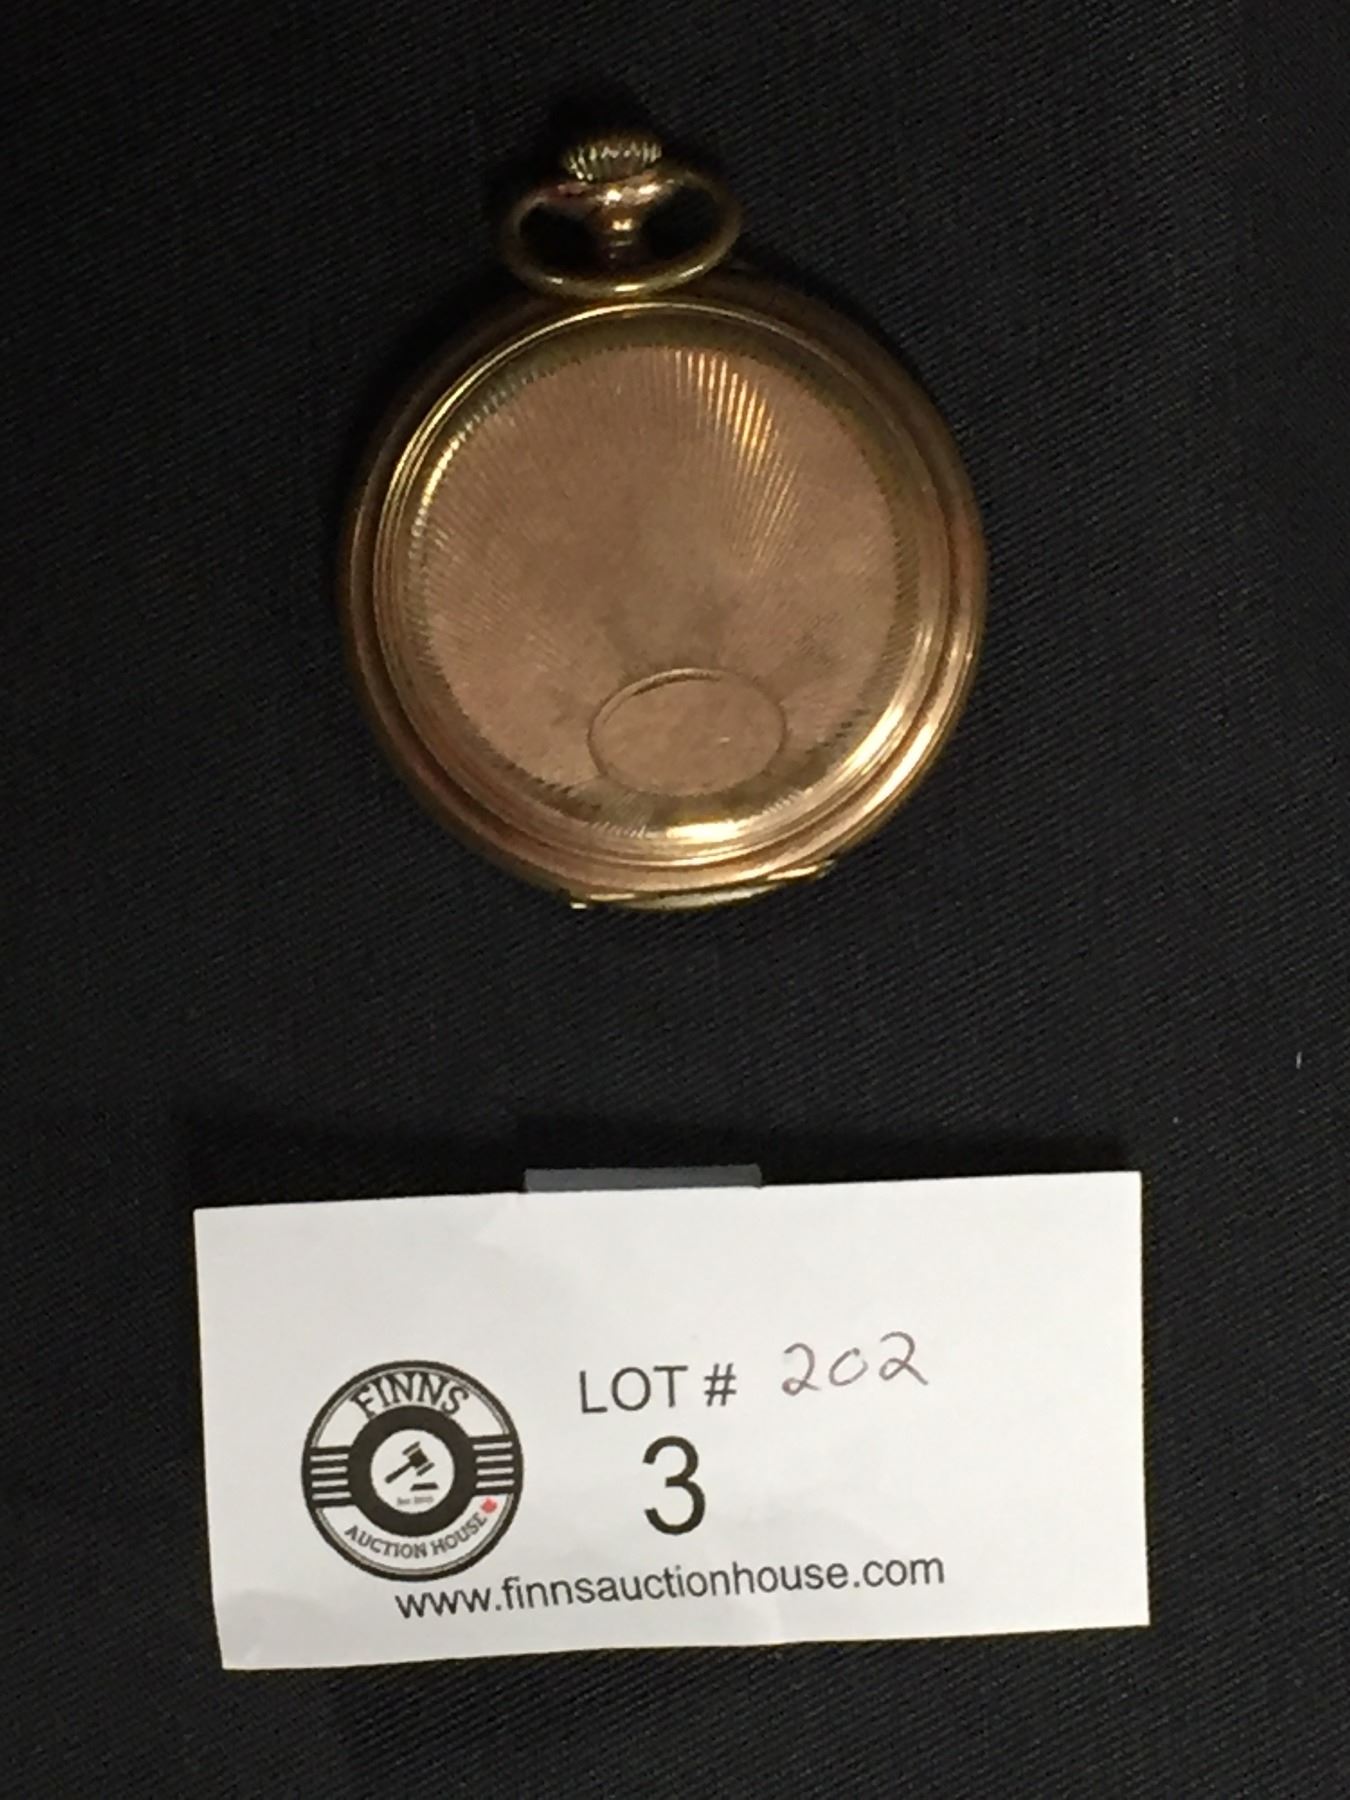 LOT # 202
3
FINNS
AUCTION HOUSE
www.finnsauctionhouse.com